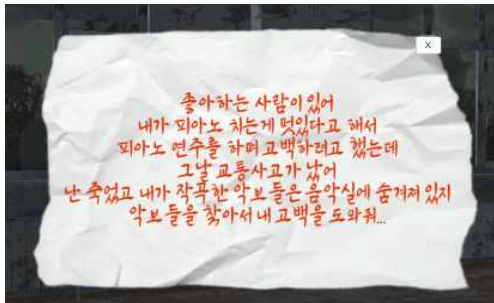 X
좋아하는 사람이 있어
내가 피아노 치는게 멋있다고 해서
피아노 연주를 하며 고백하려고 했는데
그날 교통사고가 났어
난 죽었고 내가 작곡한 악보들은 음악실에 숨겨져 있지
악보들을 찾아서 내 고백을 도와줘...